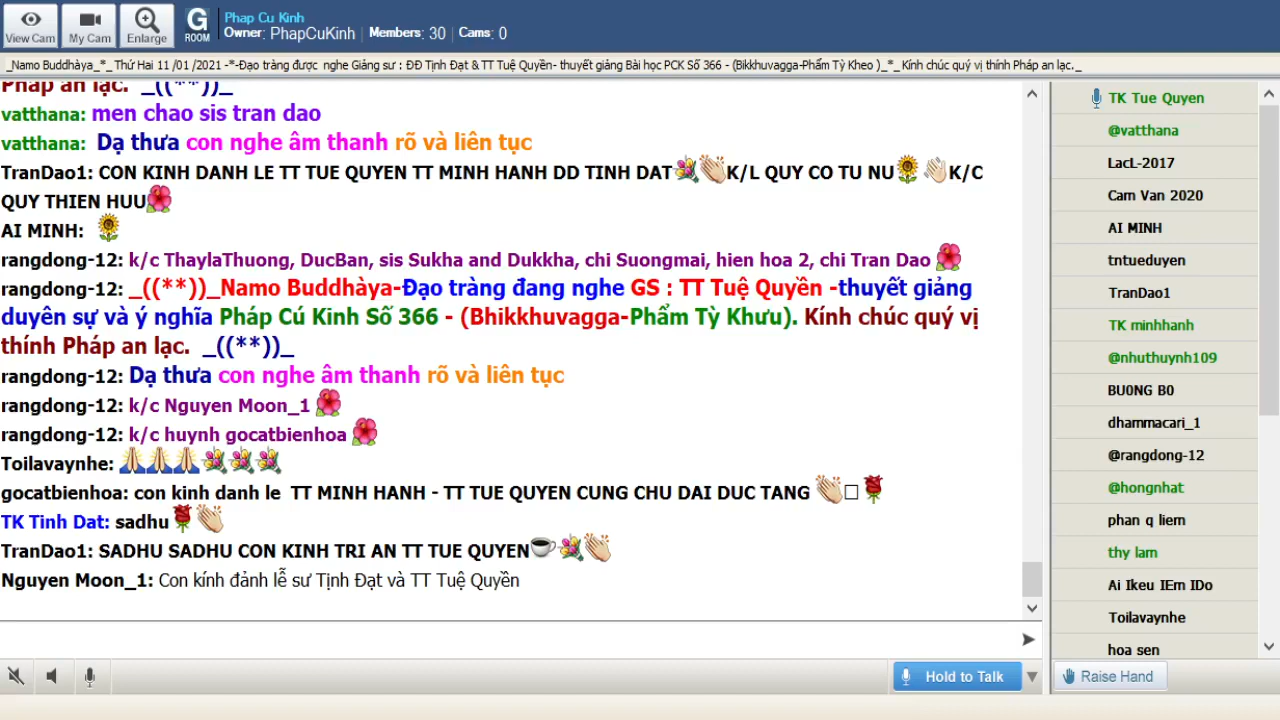 View Cam
My Cam
Enlarge
G
ROOM
Phap Cu Kinh
Owner: PhapCuKinh | Members: 30 | Cams: 0
_Namo Buddhàya_*_ Thứ Hai 11 /01 /2021 -*-Đạo tràng được nghe Giảng sư : ĐĐ Tịnh Đạt & TT Tuệ Quyền- thuyết giảng Bài học PCK Số 366 - (Bikkhuvagga-Phẩm Tỳ Kheo )_*_ Kính chúc quý vị thính Pháp an lạc._
Pháp an lạc. _((**))_
vatthana: men chao sis tran dao
vatthana: Dạ thưa con nghe âm thanh rõ và liên tục
TranDao1: CON KINH DANH LE TT TUE QUYEN TT MINH HANH DD TINH DAT K/L QUY CO TU NU K/C
QUY THIEN HUU
AI MINH:
rangdong-12: k/c ThaylaThuong, DucBan, sis Sukha and Dukkha, chi Suongmai, hien hoa 2, chi Tran Dao
rangdong-12: _((**))_Namo Buddhàya-Đạo tràng đang nghe GS : TT Tuệ Quyền -thuyết giảng
duyên sự và ý nghĩa Pháp Cú Kinh Số 366 - (Bhikkhuvagga-Phẩm Tỳ Khưu). Kính chúc quý vị
thính Pháp an lạc. _((**))_
rangdong-12: Dạ thưa con nghe âm thanh rõ và liên tục
rangdong-12: k/c Nguyen Moon_1
rangdong-12: k/c huynh gocatbienhoa
Toilavaynhe:
gocatbienhoa: con kinh danh le TT MINH HANH - TT TUE QUYEN CUNG CHU DAI DUC TANG
TK Tinh Dat: sadhu
TranDao1: SADHU SADHU CON KINH TRI AN TT TUE QUYEN
Nguyen Moon_1: Con kính đảnh lễ sư Tịnh Đạt và TT Tuệ Quyền
TK Tue Quyen
@vatthana
LacL-2017
Cam Van 2020
AI MINH
tntueduyen
TranDao1
TK minhhanh
@nhuthuynh109
BU0NG B0
dhammacari_1
@rangdong-12
@hongnhat
phan q liem
thy lam
Ai Ikeu IEm IDo
Toilavaynhe
hoa sen
Hold to Talk
Raise Hand